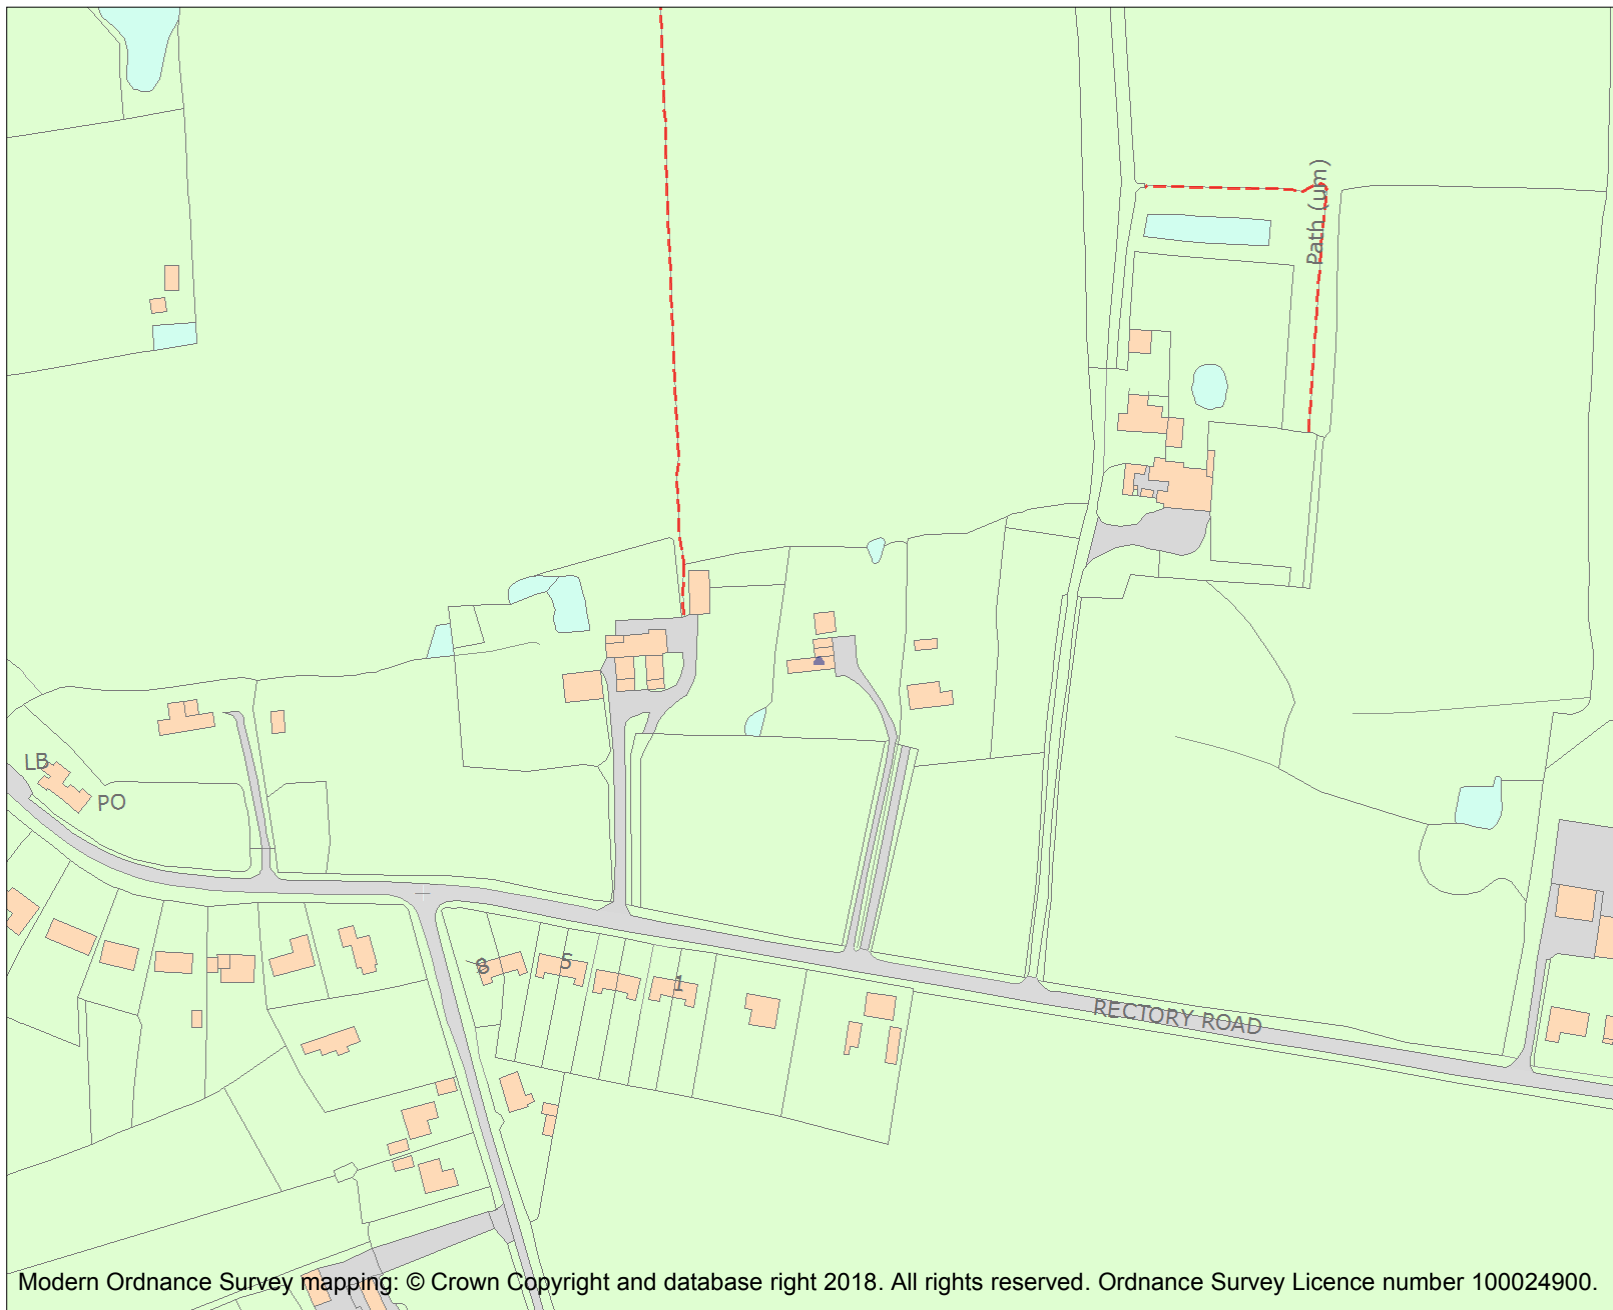 Path (um)
LB
PO
8
5
1
RECTORY ROAD
Modern Ordnance Survey mapping: © Crown Copyright and database right 2018. All rights reserved. Ordnance Survey Licence number 100024900.